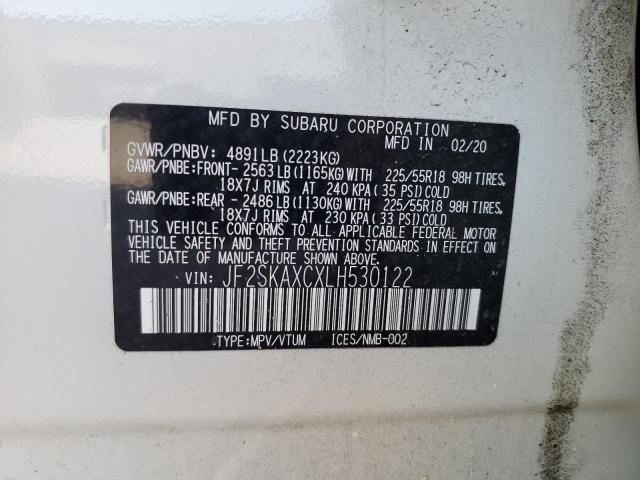 MFD BY SUBARU CORPORATION
GVWR/PNBV: 4891LB(2223KG) MFD IN 02/20
GAWR/PNBE:FRONT- 2563LB(1165KG)WITH 225/55R18 98H TIRES,
18X7J RIMS AT 240 KPA(35 PSI)COLD
GAWR/PNBE:REAR - 2486LB(1130KG)WITH 225/55R18 98H TIRES,
18X7J RIMS AT 230 KPA(33 PSI)COLD
THIS VEHICLE CONFORMS TO ALL APPLICABLE FEDERAL MOTOR
VEHICLE SAFETY AND THEFT PREVENTION STANDARDS IN EFFECT ON
THE DATE OF MANUFACTURE SHOWN ABOVE.
VIN: JF2SKAXCXLH530122
TYPE:MPV/VTUM ICES/NMB-002